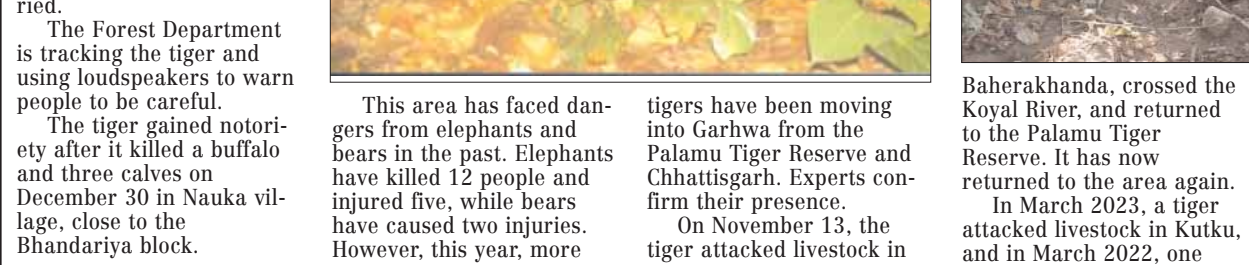 ried.
The Forest Department
is tracking the tiger and
using loudspeakers to warn
people to be careful.
The tiger gained notori-
ety after it killed a buffalo
and three calves on
December 30 in Nauka vil-
lage, close to the
Bhandariya block.
This area has faced dan-
gers from elephants and
bears in the past. Elephants
have killed 12 people and
injured five, while bears
have caused two injuries.
However, this year, more
tigers have been moving
into Garhwa from the
Palamu Tiger Reserve and
Chhattisgarh. Experts con-
firm their presence.
On November 13, the
tiger attacked livestock in
Baherakhanda, crossed the
Koyal River, and returned
to the Palamu Tiger
Reserve. It has now
returned to the area again.
In March 2023, a tiger
attacked livestock in Kutku,
and in March 2022, one